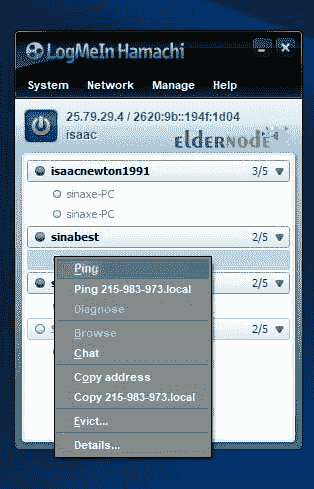 LogMeIn Hamachi
System Network Manage Help
25.79.29.4 / 2620:9b::194f:1d04
isaac
ELDERNODE
isaacnewton1991 3/5
sinaxe-PC
sinaxe-PC
sinabest 2/5
Ping
s 2/5
Ping 215-983-973.local
Diagnose
2/5
Browse
Chat
Copy address
Copy 215-983-973.local
Evict...
Details...